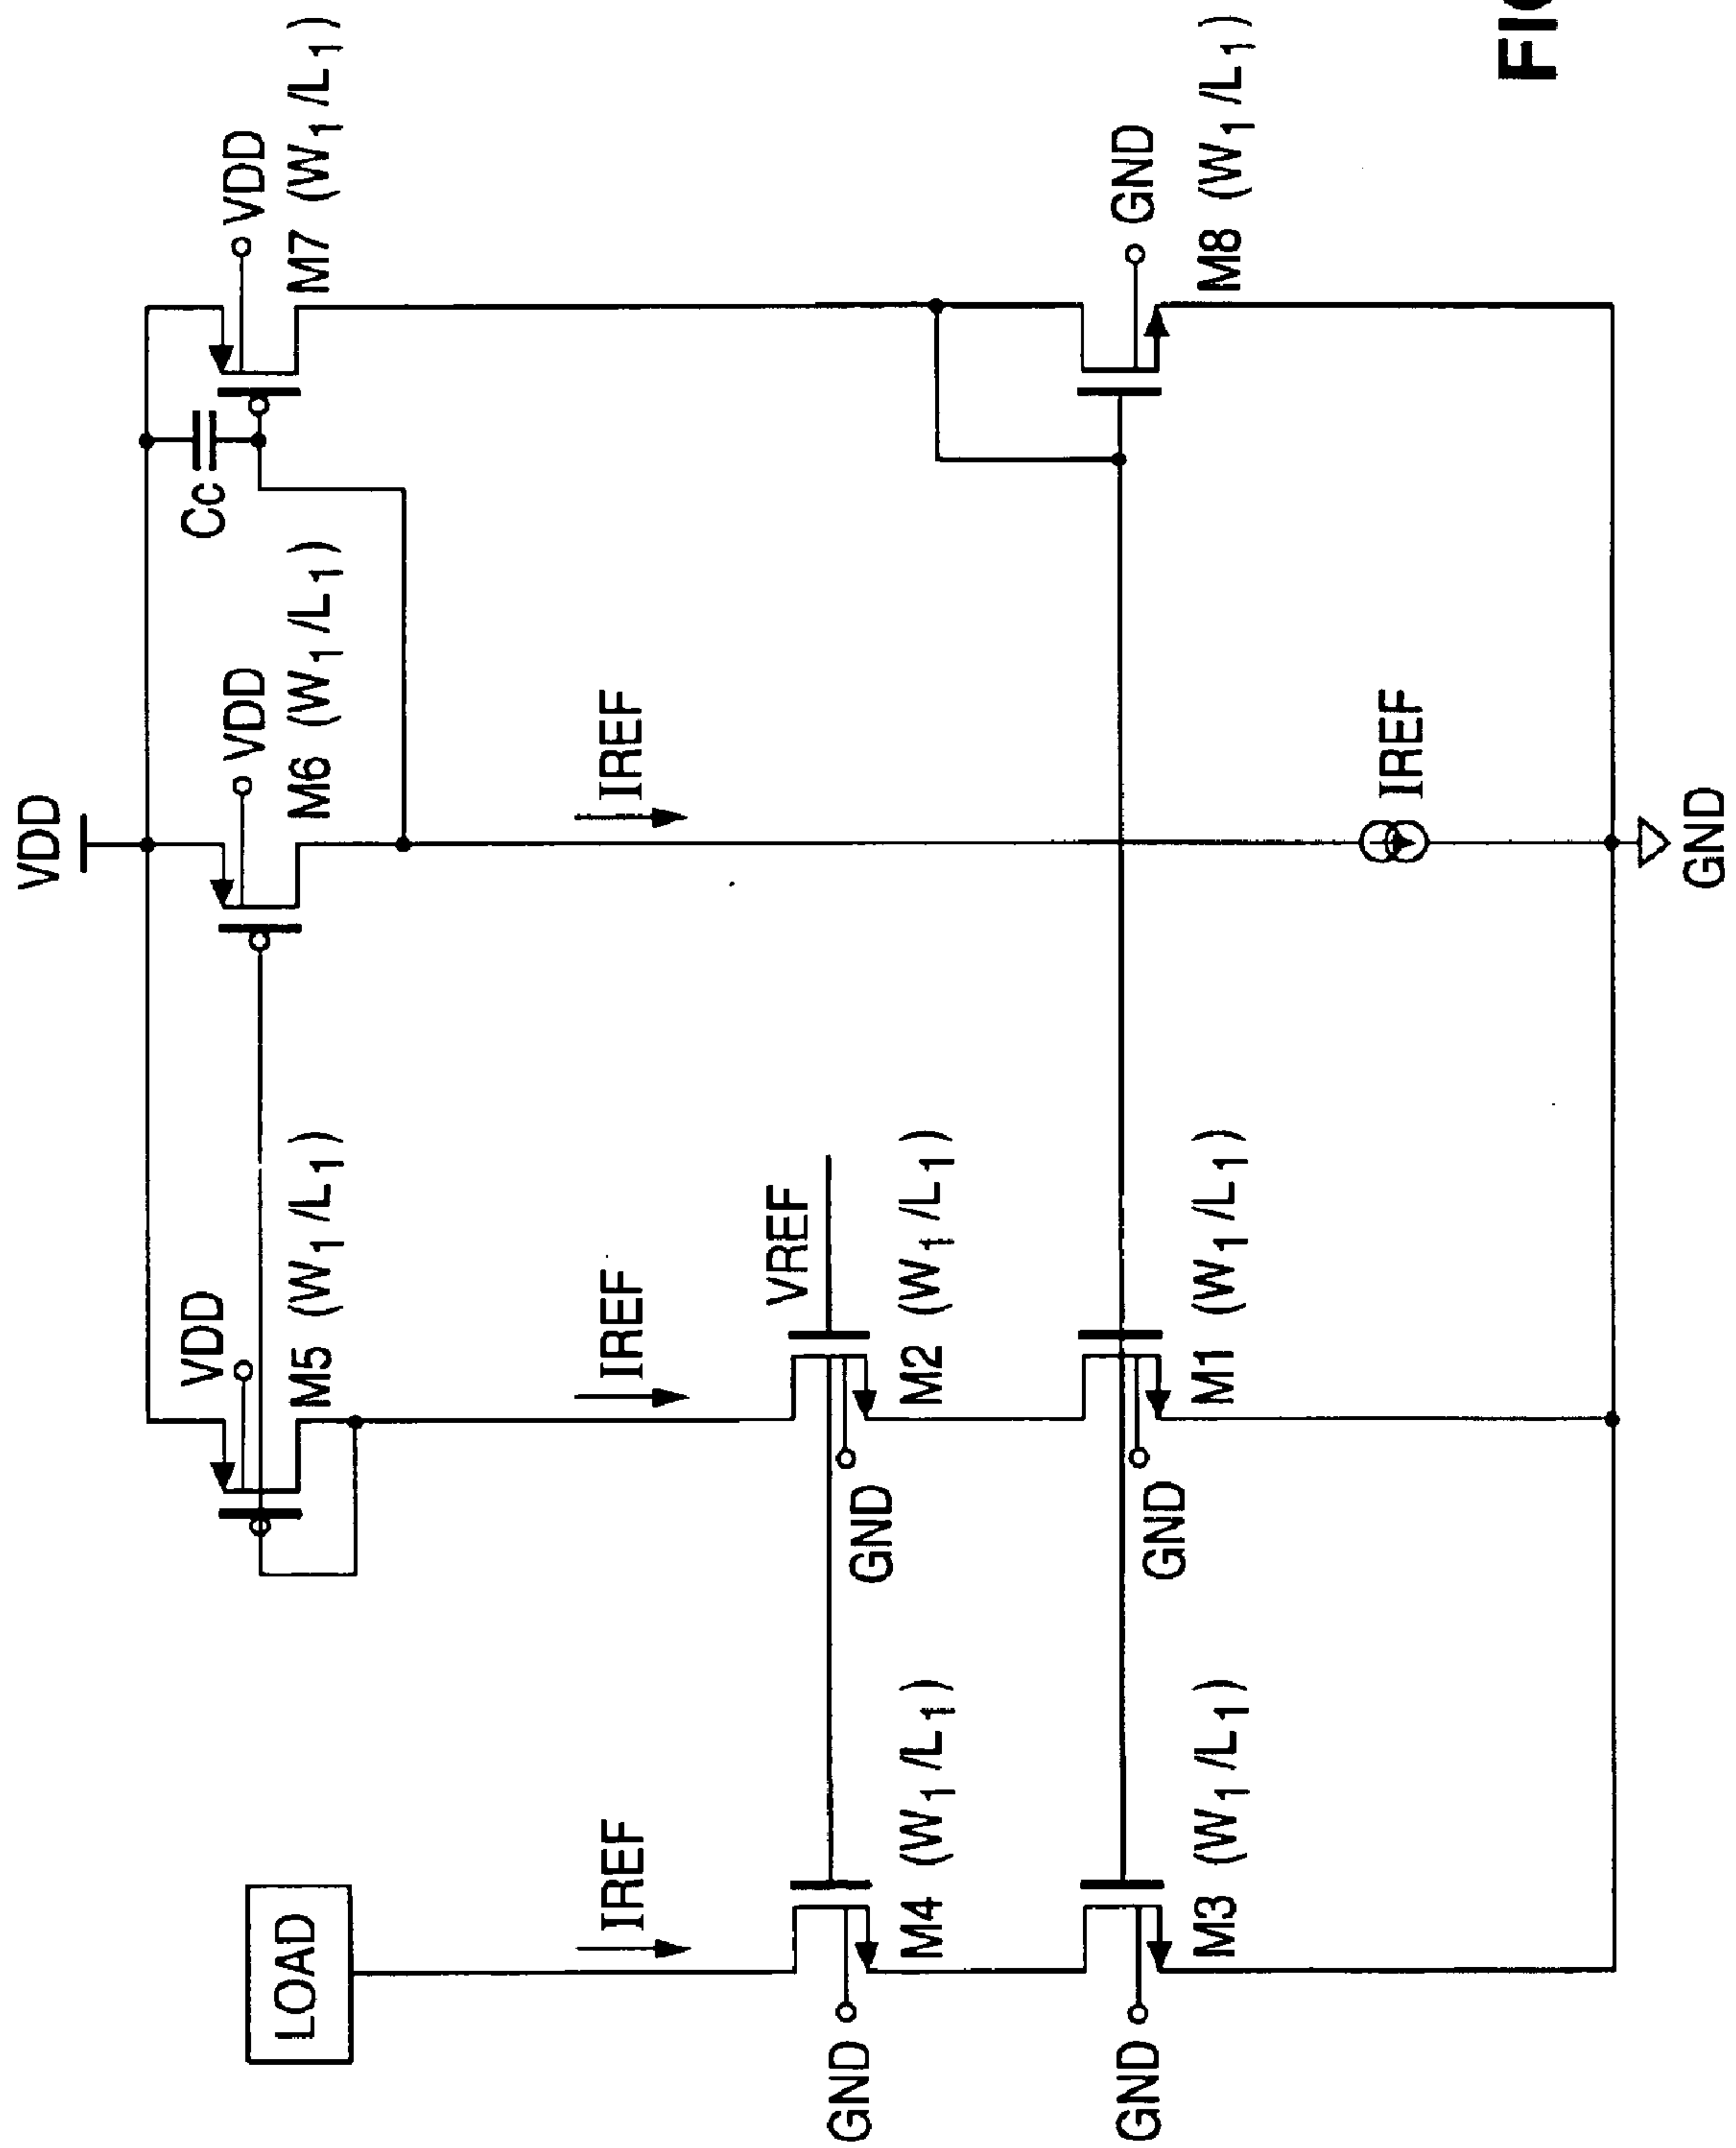 VDD
VDD
VDD
VDD
Cc
M5 (W1/L1)
M6 (W1/L1)
M7 (W1/L1)
LOAD
IREF
IREF
IREF
VREF
GND
GND
M4 (W1/L1)
M2 (W1/L1)
GND
GND
GND
M3 (W1/L1)
M1 (W1/L1)
M8 (W1/L1)
IREF
GND